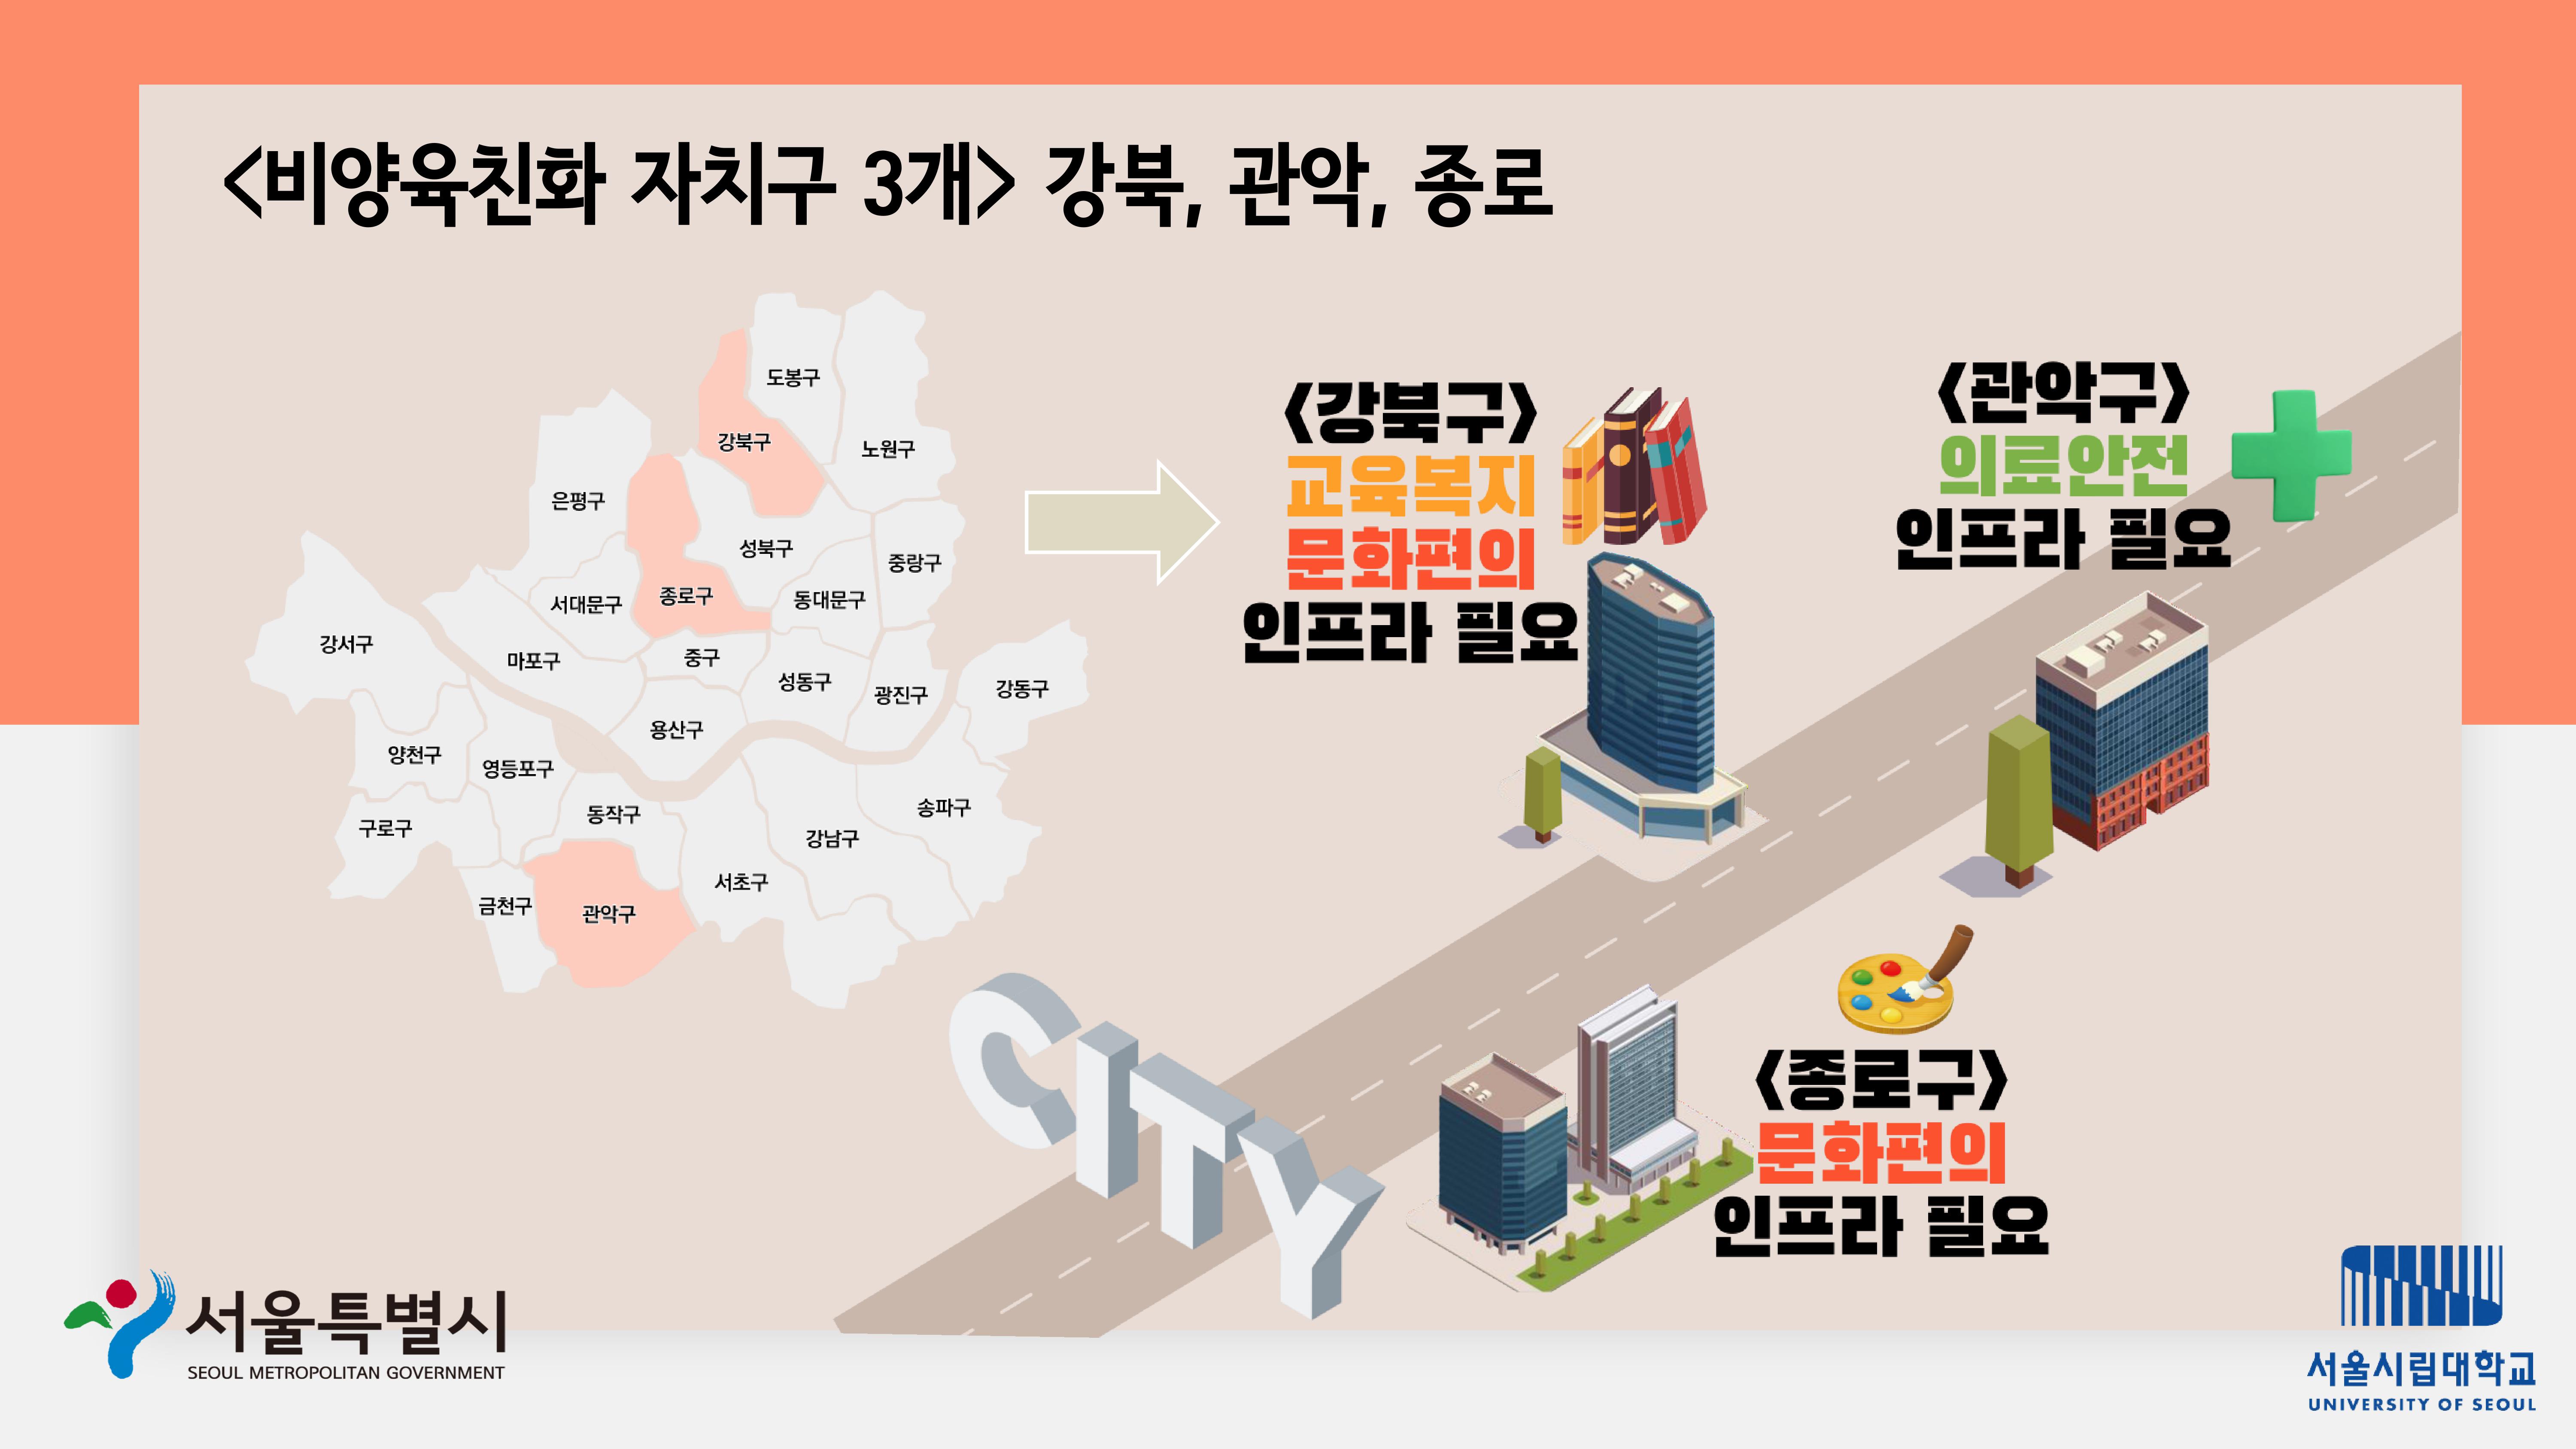 <비양육친화 자치구 3개> 강북, 관악, 종로
도봉구
강북구
노원구
은평구
성북구
중랑구
종로구
서대문구
동대문구
강서구
마포구
중구
성동구
광진구
강동구
용산구
양천구
영등포구
동작구
송파구
구로구
강남구
서초구
금천구
관악구
<강북구>
교육복지
문화편의
인프라 필요
<관악구>
의료안전
인프라 필요
<종로구>
문화편의
인프라 필요
CITY
서울특별시
SEOUL METROPOLITAN GOVERNMENT
서울시립대학교
UNIVERSITY OF SEOUL